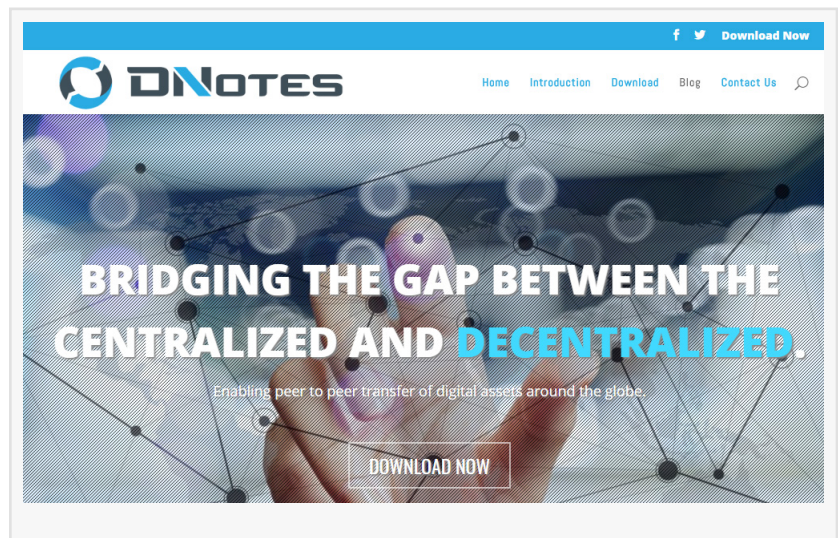 Download Now
DNOTES
Home Introduction Download Blog Contact Us
BRIDGING THE GAP BETWEEN THE
CENTRALIZED AND DECENTRALIZED.
Enabling peer to peer transfer of digital assets around the globe.
DOWNLOAD NOW